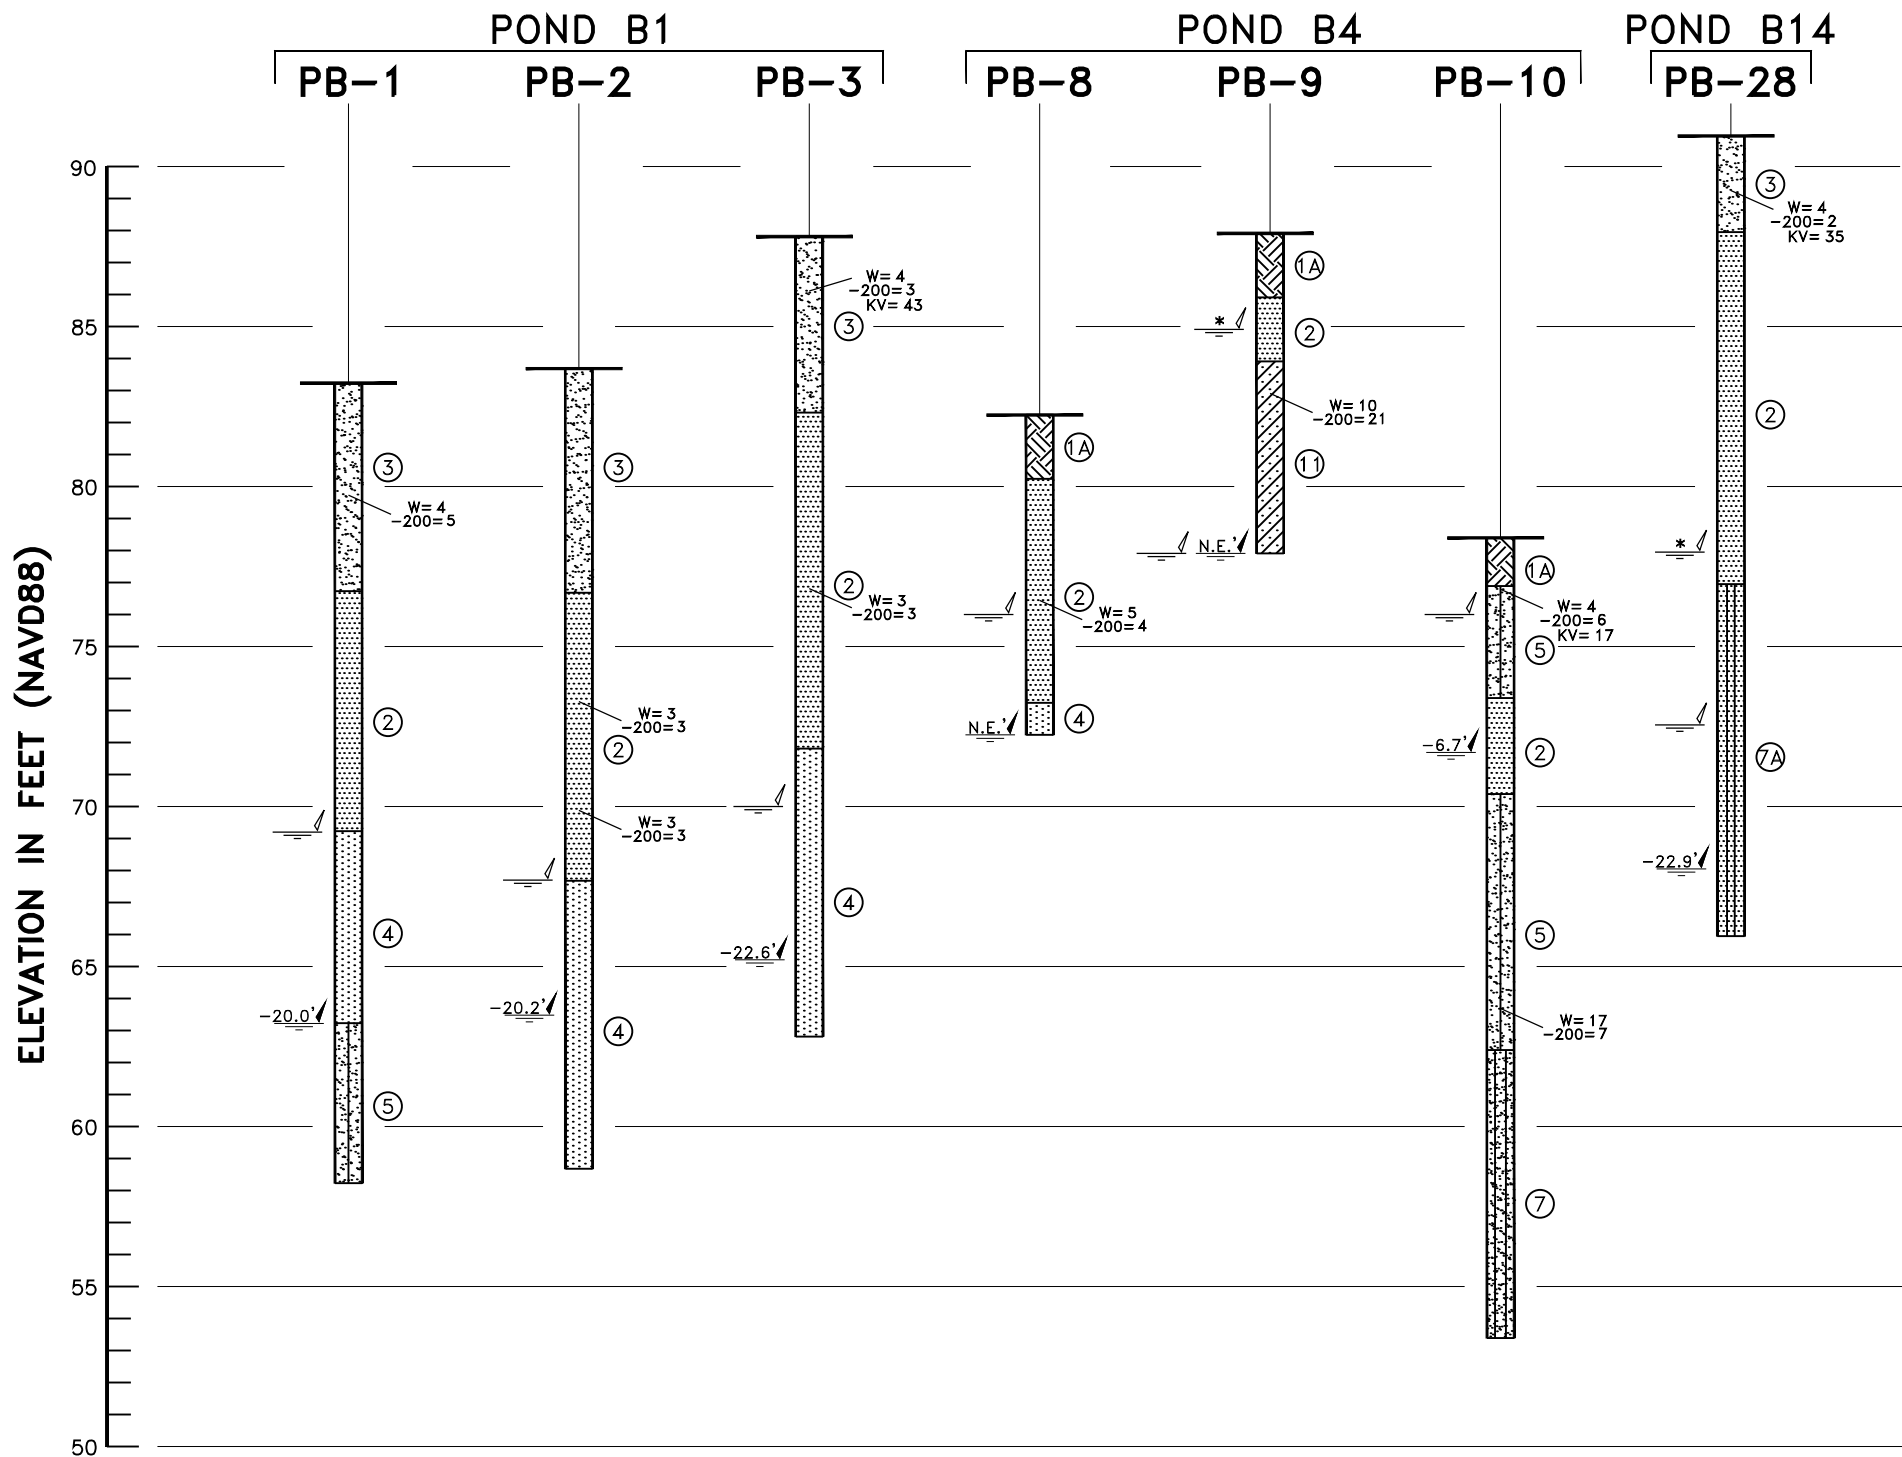 POND B1
POND B4
POND B14
PB-1
PB-2
PB-3
PB-8
PB-9
PB-10
PB-28
ELEVATION IN FEET (NAVD88)
90
85
80
75
70
65
60
55
50
3
W= 4
-200= 5
2
4
-20.0'
5
3
W= 3
-200= 3
2
W= 3
-200= 3
-20.2'
4
W= 4
-200= 3
KV= 43
3
2
W= 3
-200= 3
4
-22.6'
1A
2
W= 5
-200= 4
N.E.'
4
1A
*
2
W= 10
-200= 21
11
N.E.'
1A
W= 4
-200= 6
KV= 17
5
-6.7'
2
5
W= 17
-200= 7
7
3
W= 4
-200= 2
KV= 35
2
*
7A
-22.9'